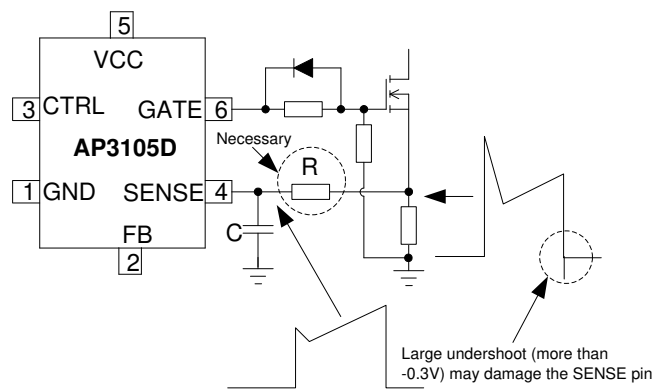 5
VCC
3 CTRL GATE 6
AP3105D
Necessary
R
1 GND SENSE 4
C
FB
2
Large undershoot (more than
-0.3V) may damage the SENSE pin